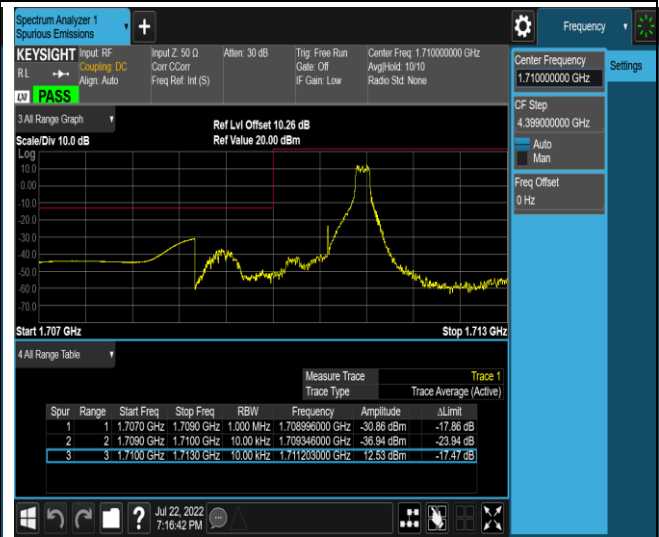 Spectrum Analyzer 1
Spurious Emissions
+
Frequency
KEYSIGHT Input: RF Input Z: 50 Ω Atten: 30 dB Trig: Free Run Center Freq: 1.710000000 GHz
R L Coupling: DC Corr CCorr Gate: Off Avg|Hold: 10/10
Align: Auto Freq Ref: Int (S) IF Gain: Low Radio Std: None
LXI PASS
Center Frequency
1.710000000 GHz
Settings
CF Step
4.399000000 GHz
Auto
Man
Freq Offset
0 Hz
3 All Range Graph
Ref Lvl Offset 10.26 dB
Scale/Div 10.0 dB Ref Value 20.00 dBm
Log
10.0
0.00
-10.0
-20.0
-30.0
-40.0
-50.0
-60.0
-70.0
Start 1.707 GHz Stop 1.713 GHz
4 All Range Table
Measure Trace Trace 1
Trace Type Trace Average (Active)
Spur Range Start Freq Stop Freq RBW Frequency Amplitude ΔLimit
1 1 1.7070 GHz 1.7090 GHz 1.000 MHz 1.708996000 GHz -30.86 dBm -17.86 dB
2 2 1.7090 GHz 1.7100 GHz 10.00 kHz 1.709346000 GHz -36.94 dBm -23.94 dB
3 3 1.7100 GHz 1.7130 GHz 10.00 kHz 1.711203000 GHz 12.53 dBm -17.47 dB
? Jul 22, 2022
7:16:42 PM